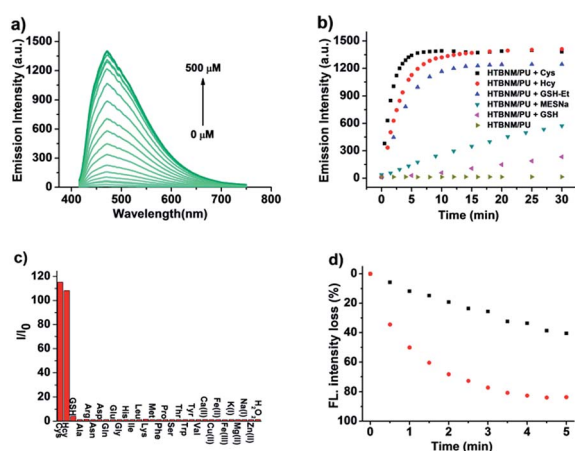 a)
Emission Intensity (a.u.)
1500
1200
900
600
300
0
500 μM
0 μM
400 500 600 700 800
Wavelength(nm)
b)
Emission Intensity (a.u.)
1500
1350
1200
1050
900
750
600
450
300
150
0
HTBNM/PU + Cys
HTBNM/PU + Hcy
HTBNM/PU + GSH-Et
HTBNM/PU + MESNa
HTBNM/PU + GSH
HTBNM/PU
0 5 10 15 20 25 30
Time (min)
c)
I/I0
120
100
80
60
40
20
0
GSH Arg Asp Glu His Leu Met Pro Thr Tyr Ca(II) Fe(II) K(I) Na(I) H2O2
Cys Hcy Ala Asn Gln Gly Ile Lys Phe Ser Trp Val Cu(II) Fe(III) Mg(II) Zn(II)
d)
FL. intensity loss (%)
0
20
40
60
80
100
0 1 2 3 4 5
Time (min)